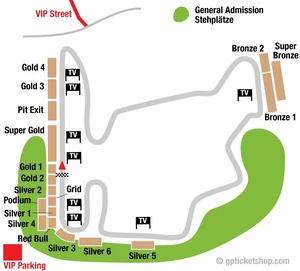 VIP Street
General Admission
Stehplätze
Bronze 2
Super
Bronze
Gold 4
TV
TV
Gold 3
TV
Pit Exit
TV
Bronze 1
Super Gold
TV
TV
Gold 1
Gold 2
Silver 2
Grid
Podium
TV
Silver 1
TV
TV
Silver 4
Red Bull
Silver 3
Silver 6
Silver 5
VIP Parking
© gpticketshop.com